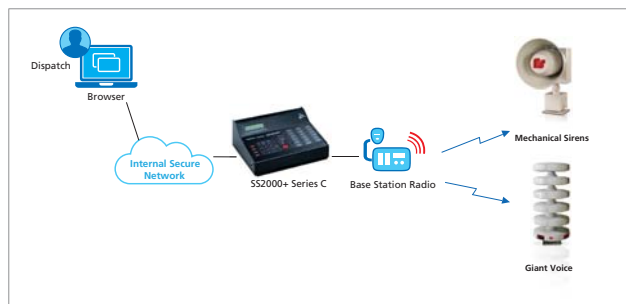 Dispatch
Browser
Internal Secure
Network
SS2000+ Series C
Base Station Radio
Mechanical Sirens
Giant Voice